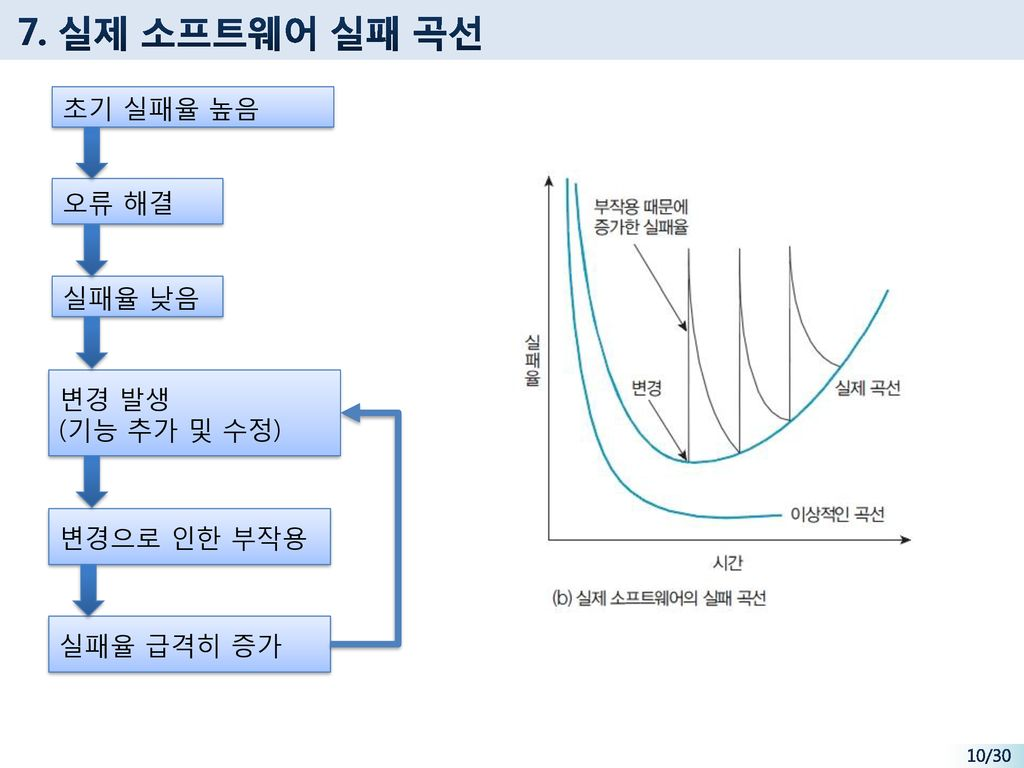 7. 실제 소프트웨어 실패 곡선
초기 실패율 높음
오류 해결
실패율 낮음
변경 발생
(기능 추가 및 수정)
변경으로 인한 부작용
실패율 급격히 증가
부작용 때문에
증가한 실패율
실패율
변경
실제 곡선
이상적인 곡선
시간
(b) 실제 소프트웨어의 실패 곡선
10/30